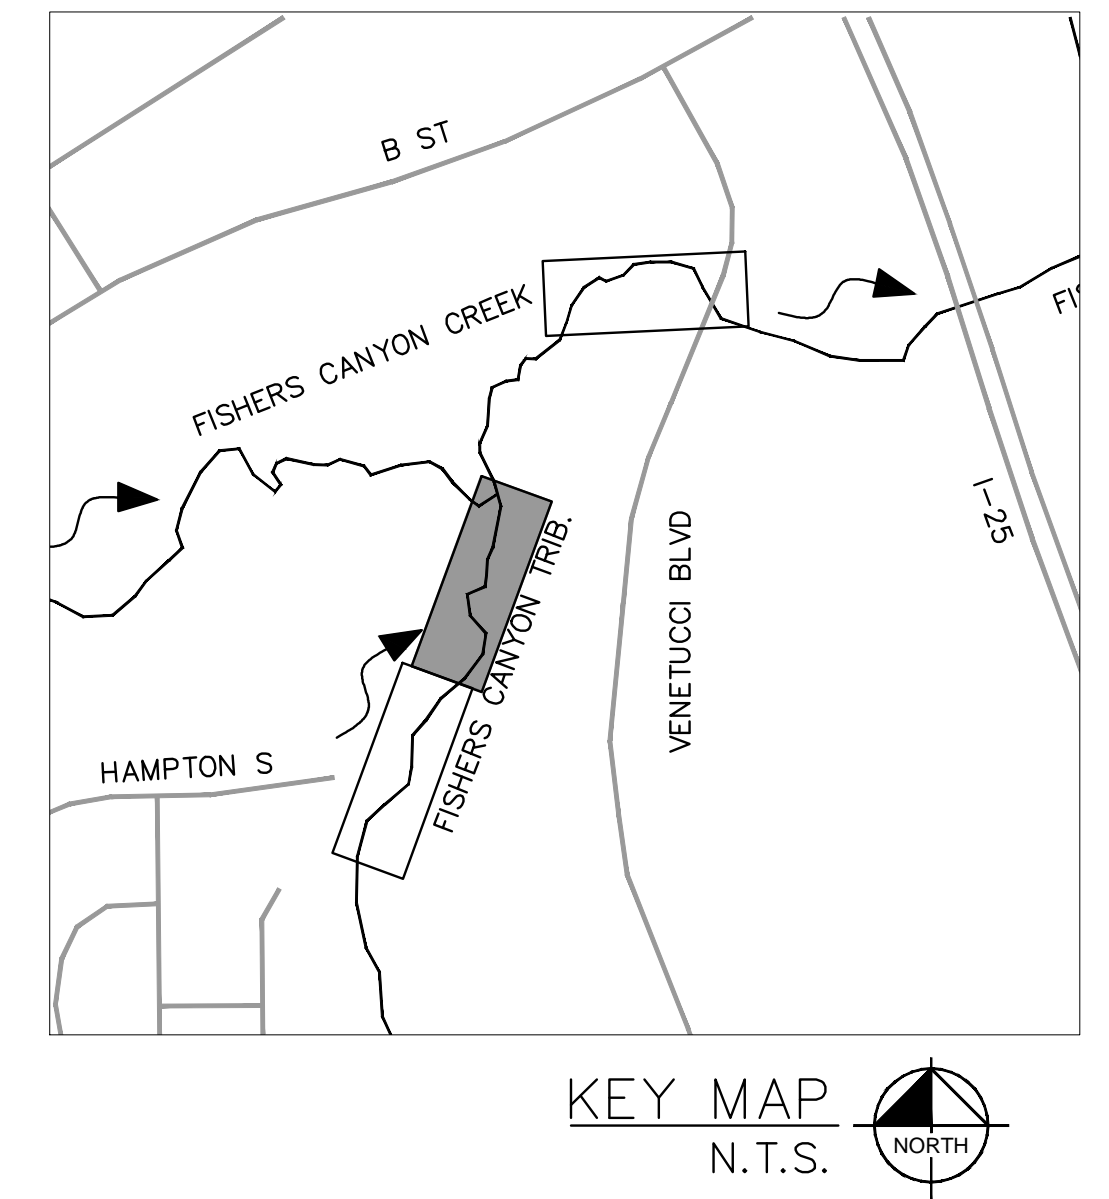 B ST
FISHERS CANYON CREEK
FIS
I-25
FISHERS CANYON TRIB.
VENETUCCI BLVD
HAMPTON S
KEY MAP
N.T.S.
NORTH